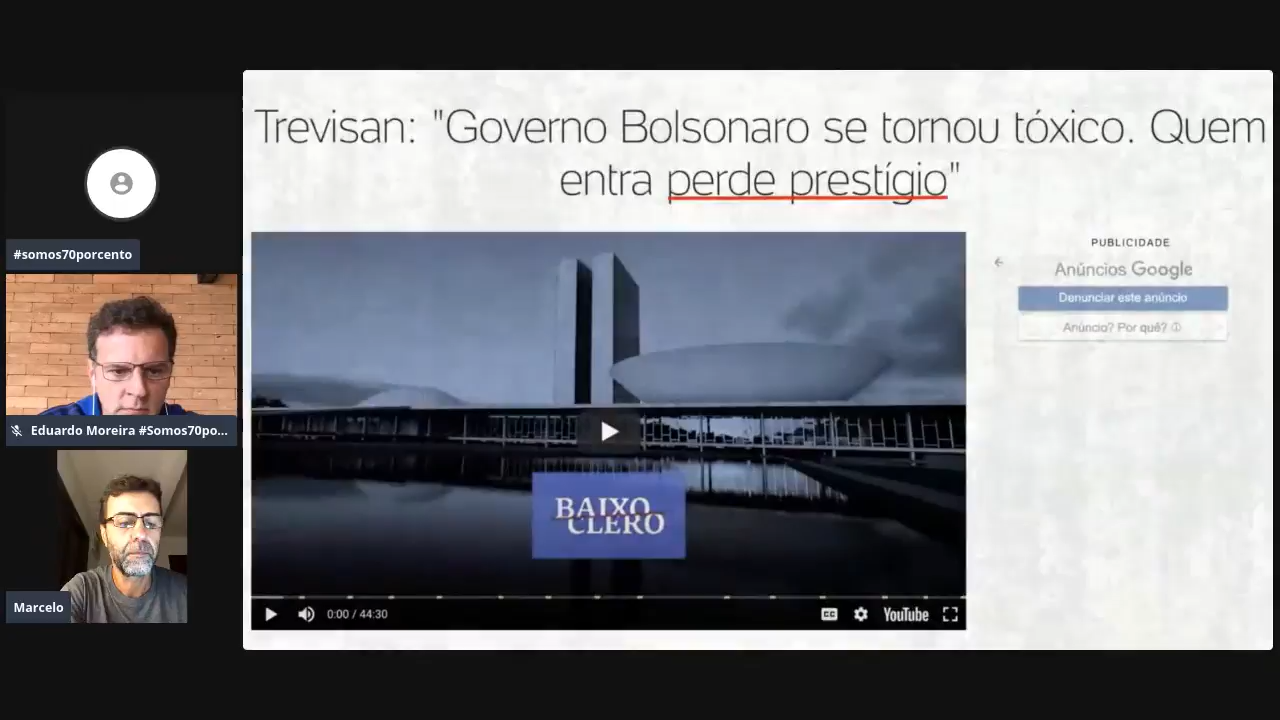 Trevisan: "Governo Bolsonaro se tornou tóxico. Quem
entra perde prestígio"
#somos70porcento
Eduardo Moreira #Somos70po...
Marcelo
BAIXO
CLERO
0:00 / 44:30
CC
YouTube
PUBLICIDADE
Anúncios Google
Denunciar este anúncio
Anúncio? Por quê?